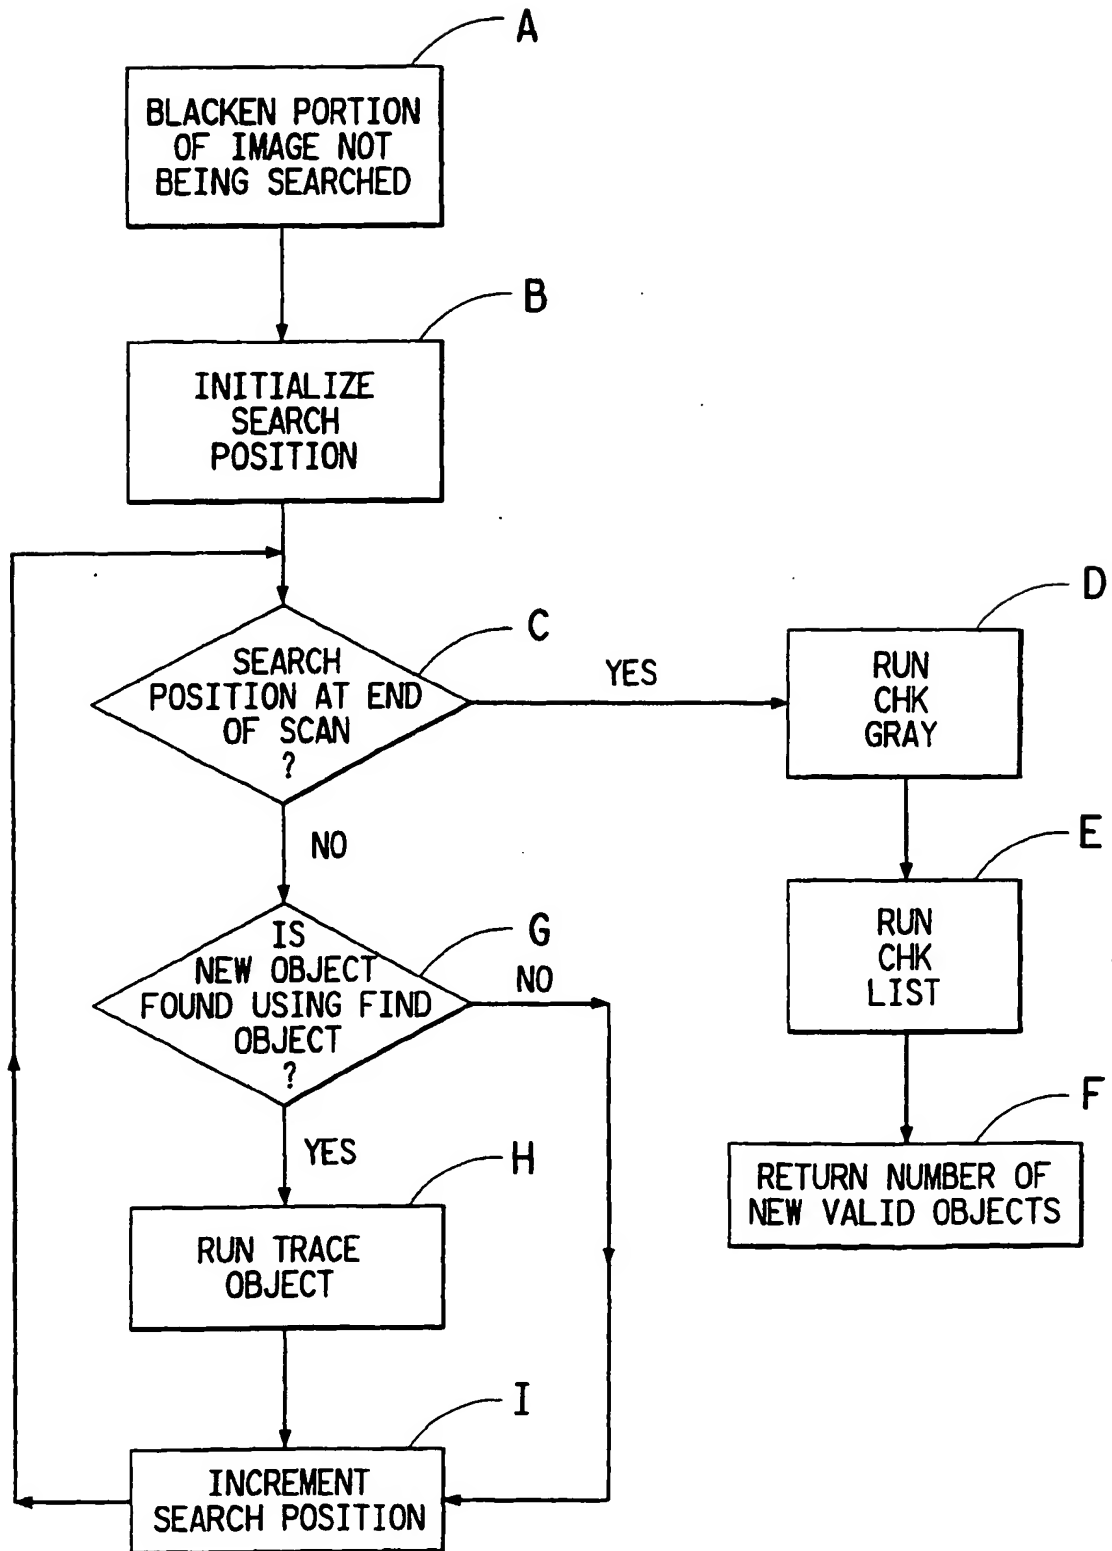 A
BLACKEN PORTION
OF IMAGE NOT
BEING SEARCHED
B
INITIALIZE
SEARCH
POSITION
C
SEARCH
POSITION AT END
OF SCAN
?
YES
D
RUN
CHK
GRAY
NO
E
RUN
CHK
LIST
G
IS
NEW OBJECT
FOUND USING FIND
OBJECT
?
NO
F
RETURN NUMBER OF
NEW VALID OBJECTS
YES
H
RUN TRACE
OBJECT
I
INCREMENT
SEARCH POSITION